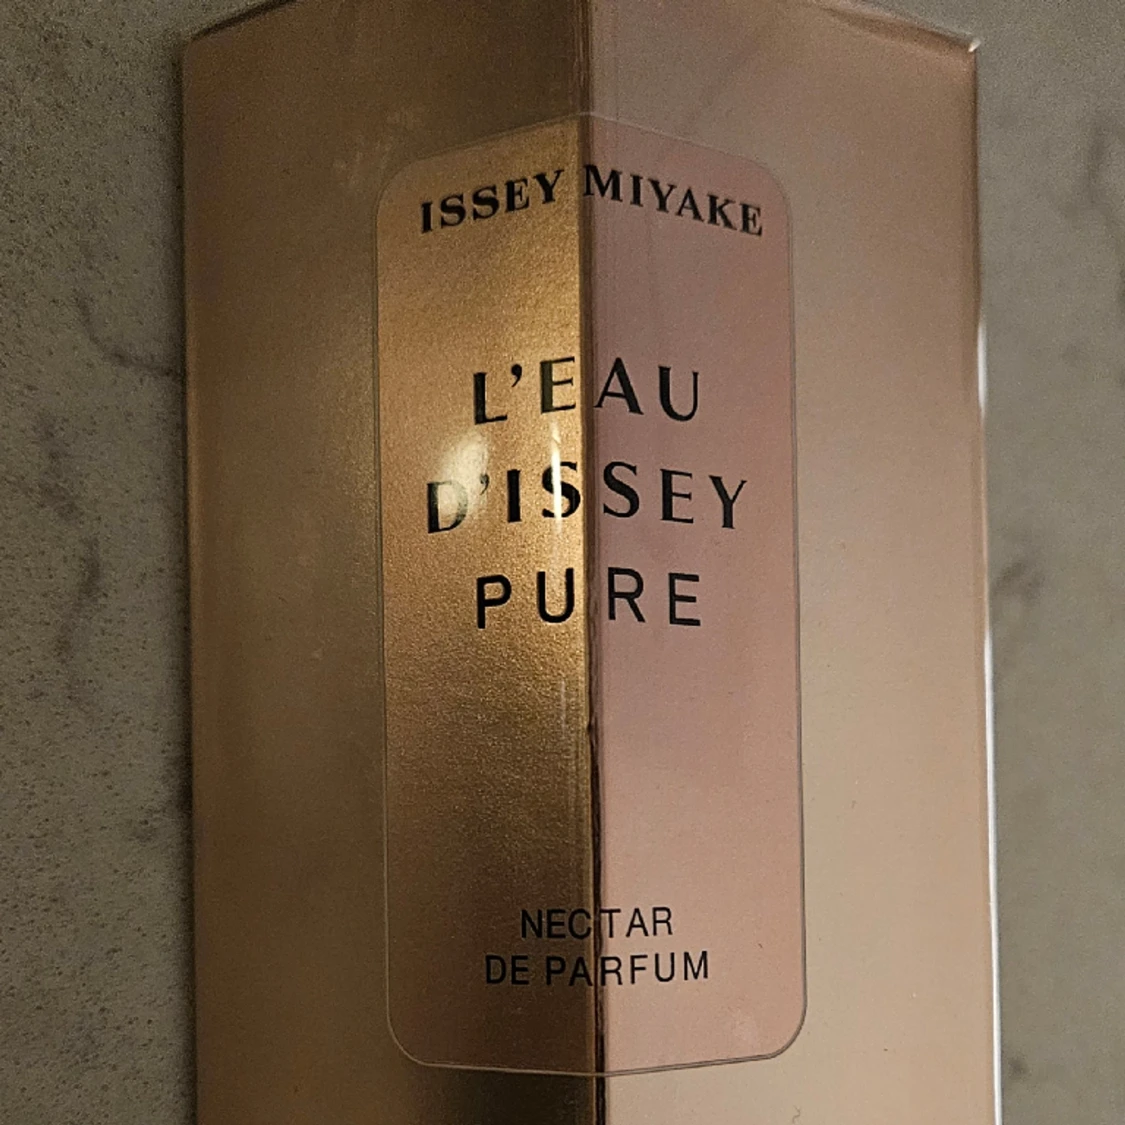 ISSEY MIYAKE
L'EAU
D'ISSEY
PURE
NECTAR
DE PARFUM